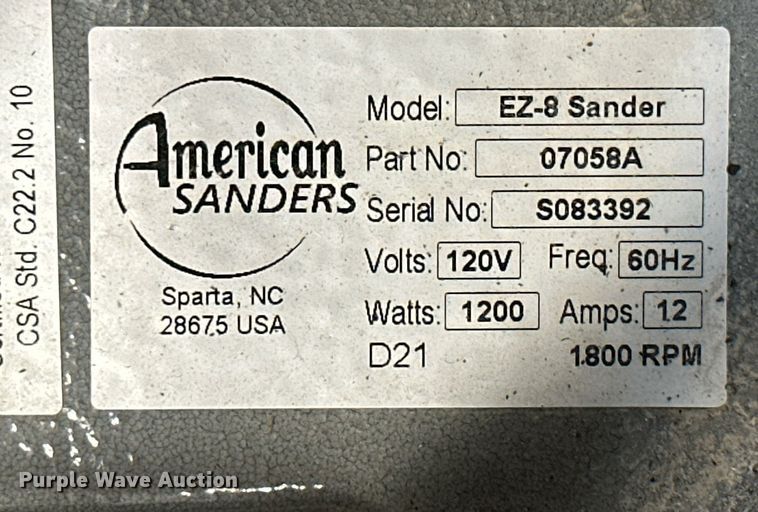 CSA Std. C22.2 No. 10
American
SANDERS
Sparta, NC
28675 USA
Model: EZ-8 Sander
Part No: 07058A
Serial No: S083392
Volts: 120V Freq: 60Hz
Watts: 1200 Amps: 12
D21 1800 RPM
Purple Wave Auction